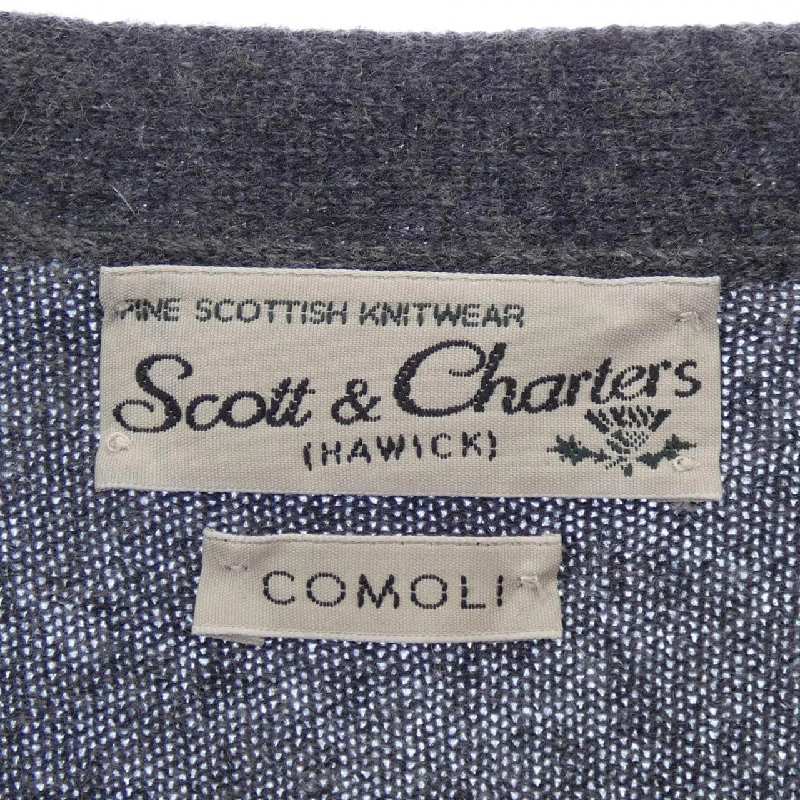 FINE SCOTTISH KNITWEAR
Scott & Charters
(HAWICK)
COMOLI